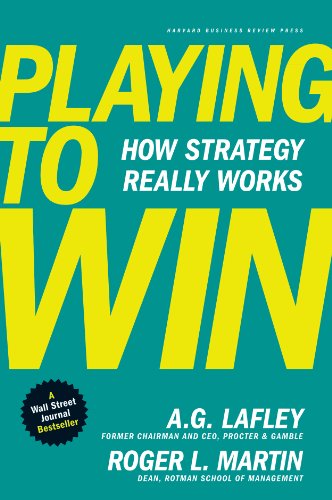 HARVARD BUSINESS REVIEW PRESS
PLAYING
TO
HOW STRATEGY
REALLY WORKS
WIN
A
Wall Street
Journal
Bestseller
A.G. LAFLEY
FORMER CHAIRMAN AND CEO, PROCTER & GAMBLE
ROGER L. MARTIN
DEAN, ROTMAN SCHOOL OF MANAGEMENT